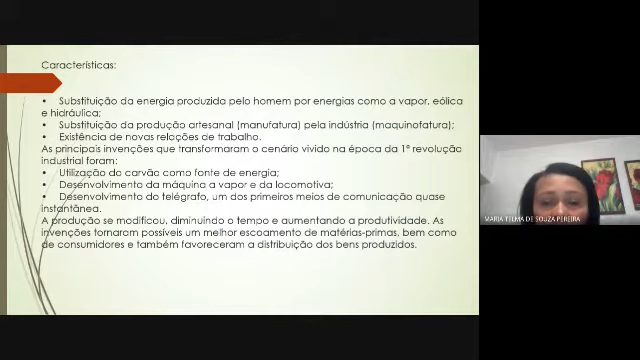 Características:
• Substituição da energia produzida pelo homem por energias como a vapor, eólica
e hidráulica;
• Substituição da produção artesanal (manufatura) pela indústria (maquinofatura);
• Existência de novas relações de trabalho.
As principais invenções que transformaram o cenário vivido na época da 1ª revolução
industrial foram:
• Utilização do carvão como fonte de energia;
• Desenvolvimento da máquina a vapor e da locomotiva;
• Desenvolvimento do telégrafo, um dos primeiros meios de comunicação quase
instantânea.
A produção se modificou, diminuindo o tempo e aumentando a produtividade. As
invenções tornaram possíveis um melhor escoamento de matérias-primas, bem como
de consumidores e também favoreceram a distribuição dos bens produzidos.
MARIA TELMA DE SOUZA PEREIRA